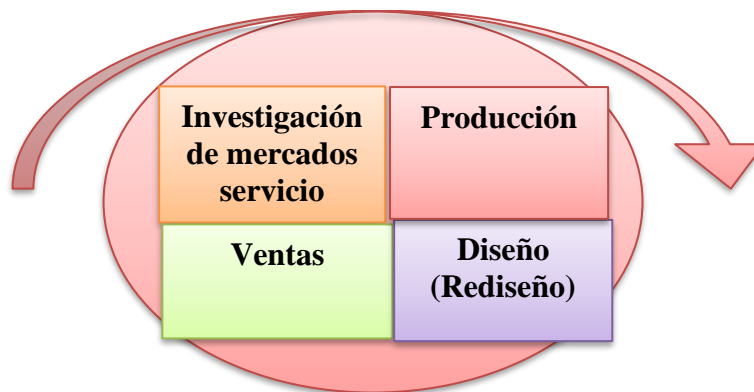 Investigación
de mercados
servicio
Producción
Ventas
Diseño
(Rediseño)